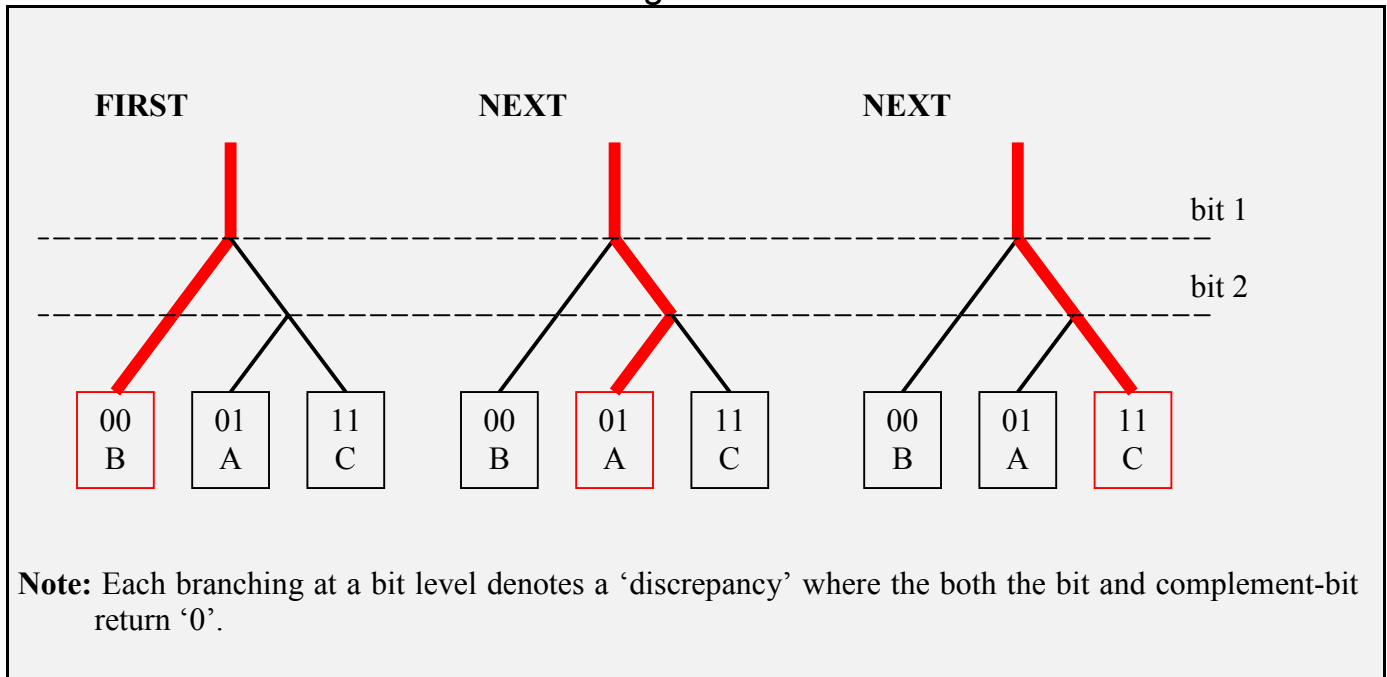 FIRST NEXT NEXT
bit 1
bit 2
00 01 11 00 01 11 00 01 11
B A C B A C B A C
Note: Each branching at a bit level denotes a ‘discrepancy’ where the both the bit and complement-bit
return ‘0’.